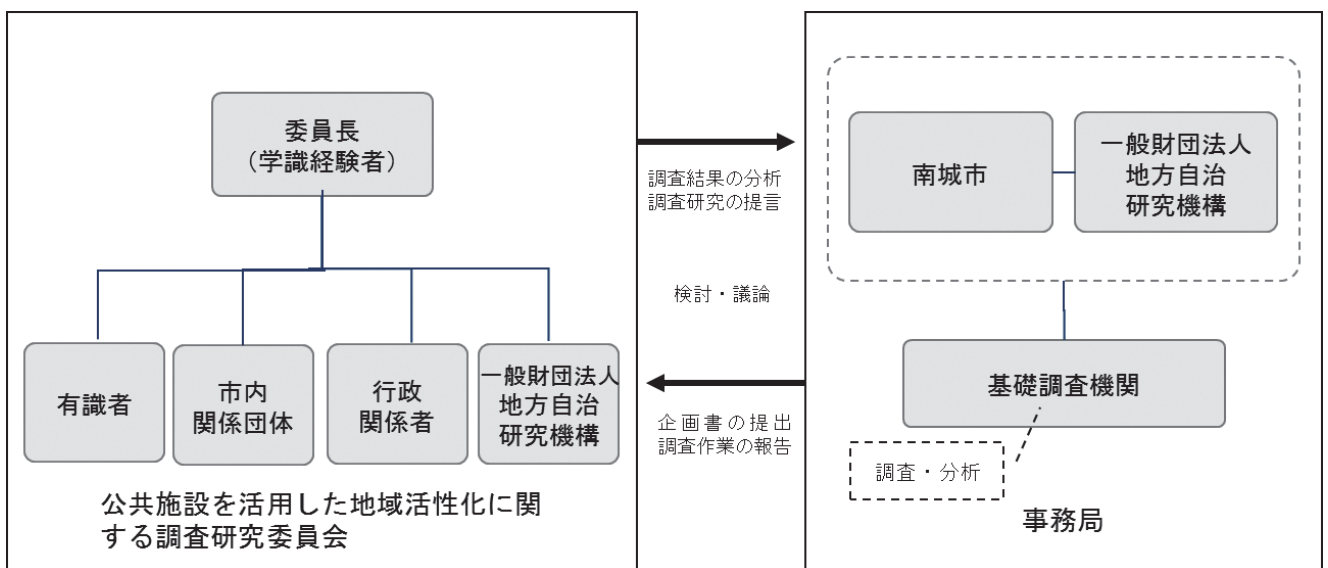 委員長
（学識経験者）
有識者
市内
関係団体
行政
関係者
一般財団法人
地方自治
研究機構
公共施設を活用した地域活性化に関
する調査研究委員会
調査結果の分析
調査研究の提言
検討・議論
企画書の提出
調査作業の報告
南城市
一般財団法人
地方自治
研究機構
基礎調査機関
調査・分析
事務局